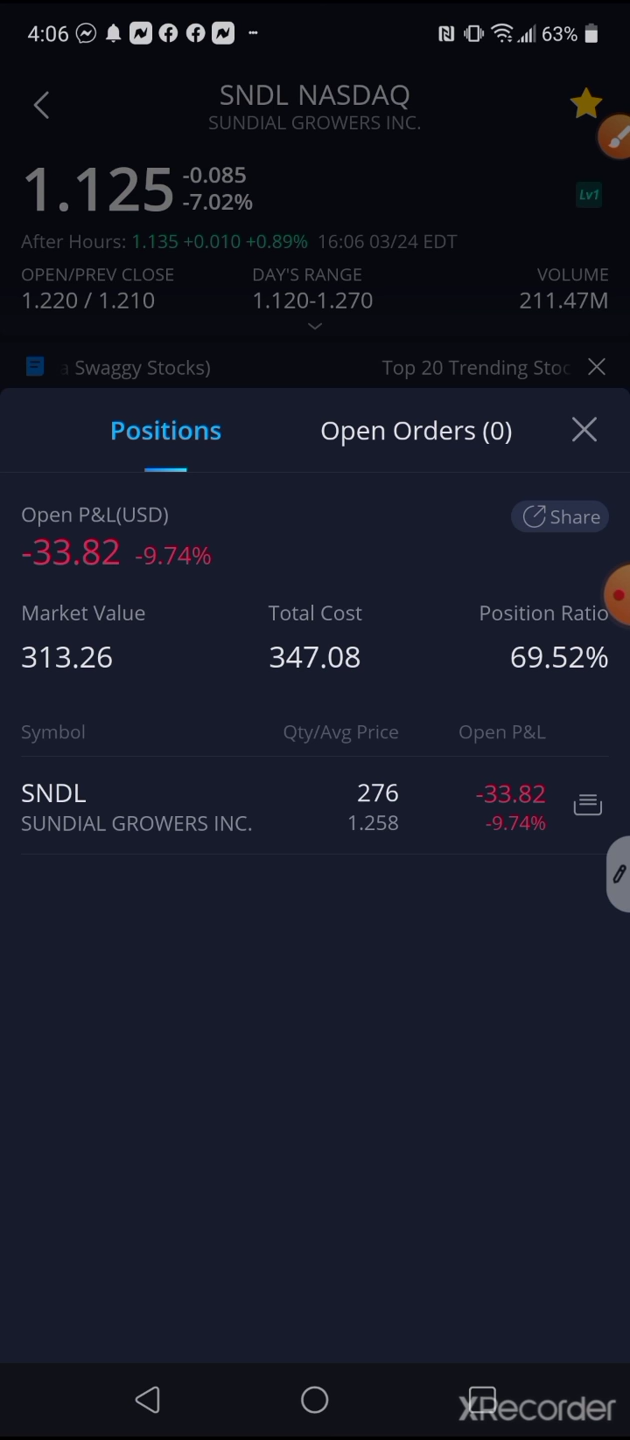 4:06 63%
SNDL NASDAQ
SUNDIAL GROWERS INC.
1.125 -0.085
-7.02%
Lv1
After Hours: 1.135 +0.010 +0.89% 16:06 03/24 EDT
OPEN/PREV CLOSE DAY'S RANGE VOLUME
1.220 / 1.210 1.120-1.270 211.47M
a Swaggy Stocks) Top 20 Trending Stoc
Positions Open Orders (0)
Open P&L(USD) Share
-33.82 -9.74%
Market Value Total Cost Position Ratio
313.26 347.08 69.52%
Symbol Qty/Avg Price Open P&L
SNDL 276 -33.82
SUNDIAL GROWERS INC. 1.258 -9.74%
XRecorder